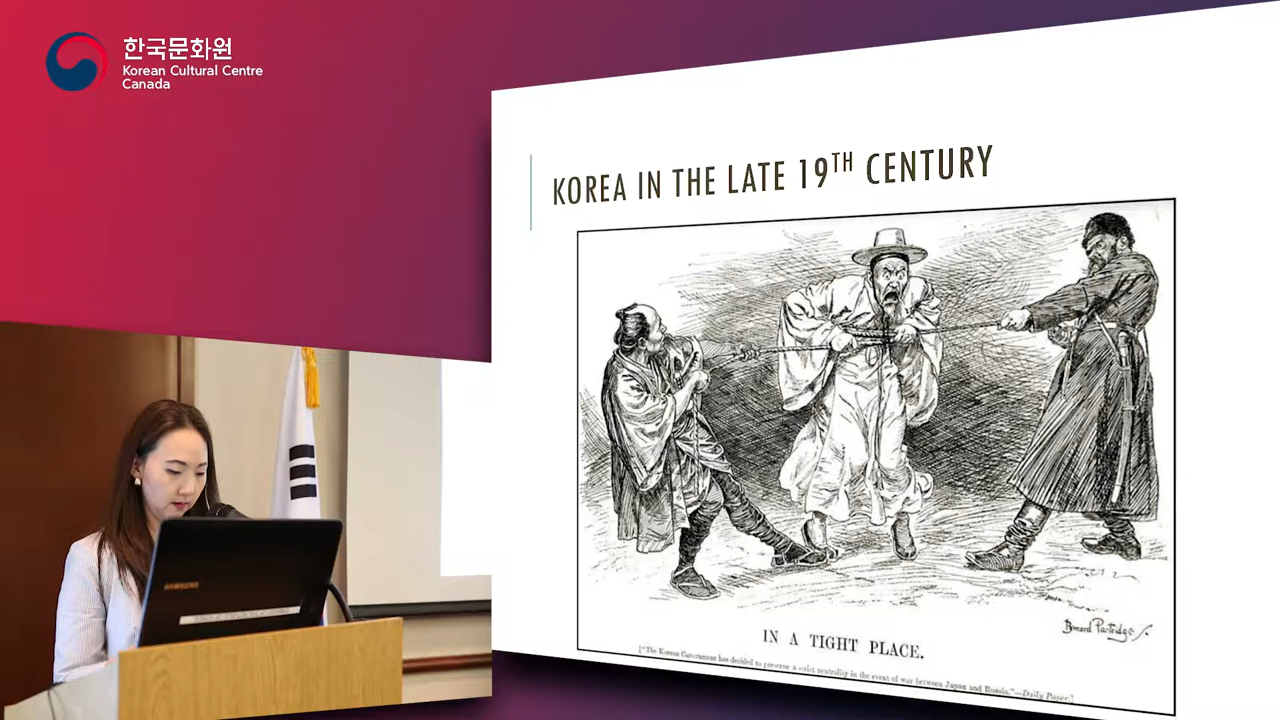 한국문화원
Korean Cultural Centre
Canada
KOREA IN THE LATE 19TH CENTURY
SAMSUNG
Bernard Partridge
IN A TIGHT PLACE.
["The Korean Government has decided to preserve a strict neutrality in the event of war between Japan and Russia."—Daily Paper.]